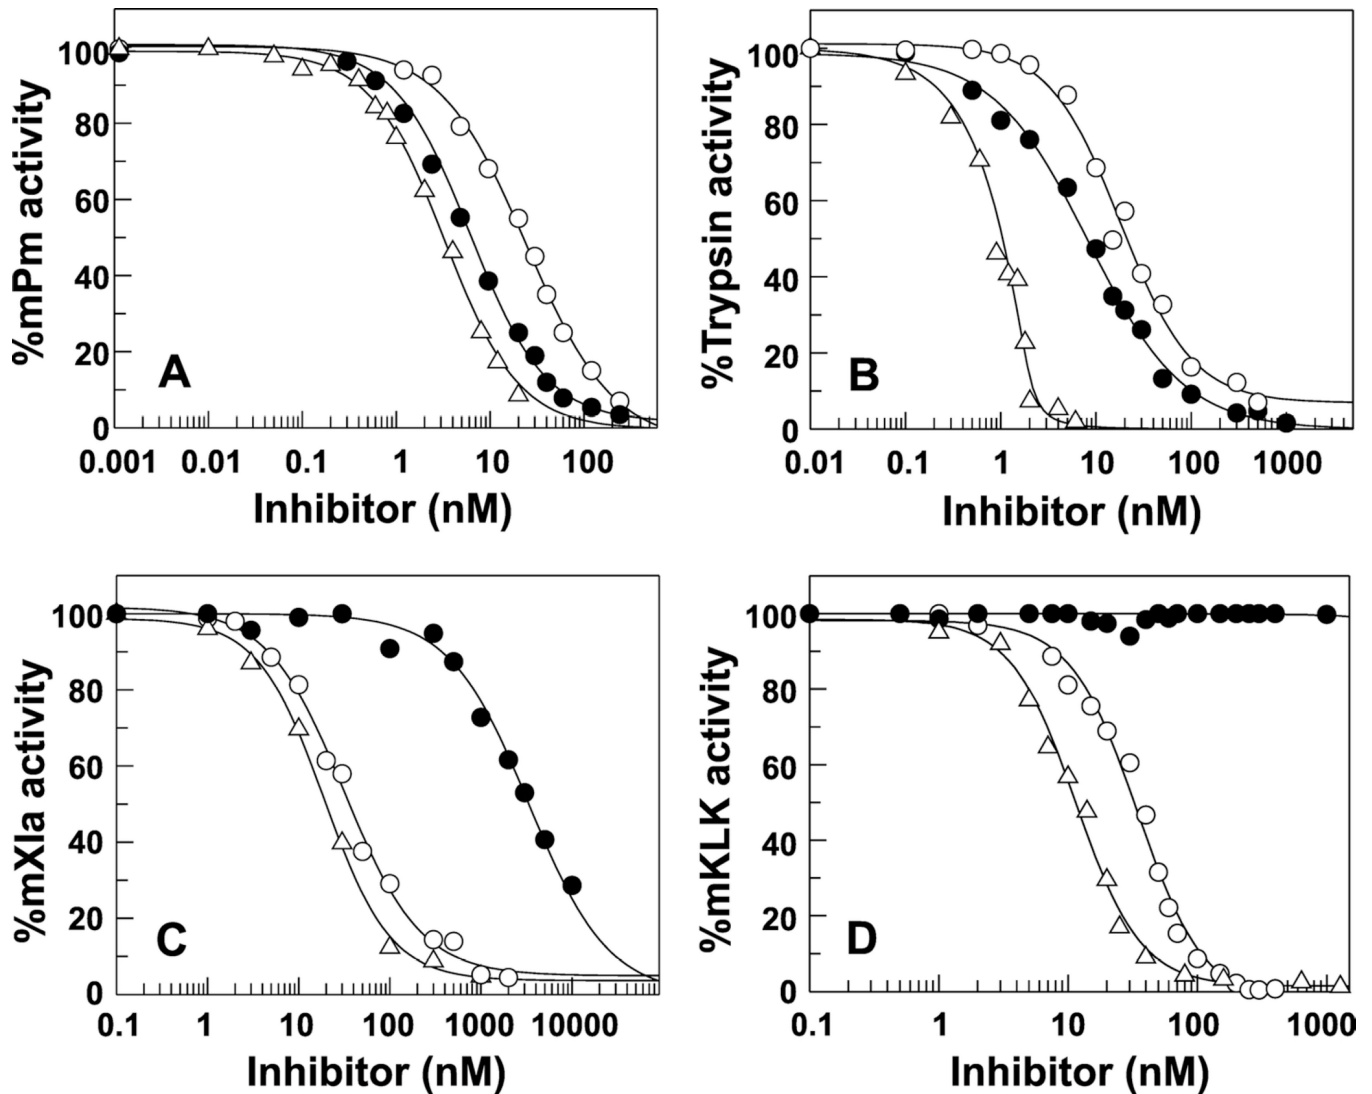 %mPm activity
100
80
60
40
20
0
A
0.001 0.01 0.1 1 10 100
Inhibitor (nM)
%Trypsin activity
100
80
60
40
20
0
B
0.01 0.1 1 10 100 1000
Inhibitor (nM)
%mXIa activity
100
80
60
40
20
0
C
0.1 1 10 100 1000 10000
Inhibitor (nM)
%mKLK activity
100
80
60
40
20
0
D
0.1 1 10 100 1000
Inhibitor (nM)